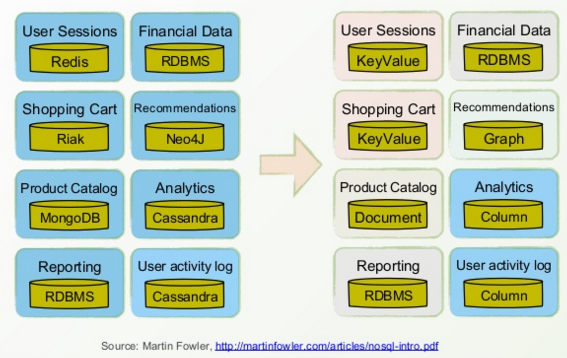 User Sessions
Redis
Financial Data
RDBMS
Shopping Cart
Riak
Recommendations
Neo4J
Product Catalog
MongoDB
Analytics
Cassandra
Reporting
RDBMS
User activity log
Cassandra
User Sessions
KeyValue
Financial Data
RDBMS
Shopping Cart
KeyValue
Recommendations
Graph
Product Catalog
Document
Analytics
Column
Reporting
RDBMS
User activity log
Column
Source: Martin Fowler, http://martinfowler.com/articles/nosql-intro.pdf